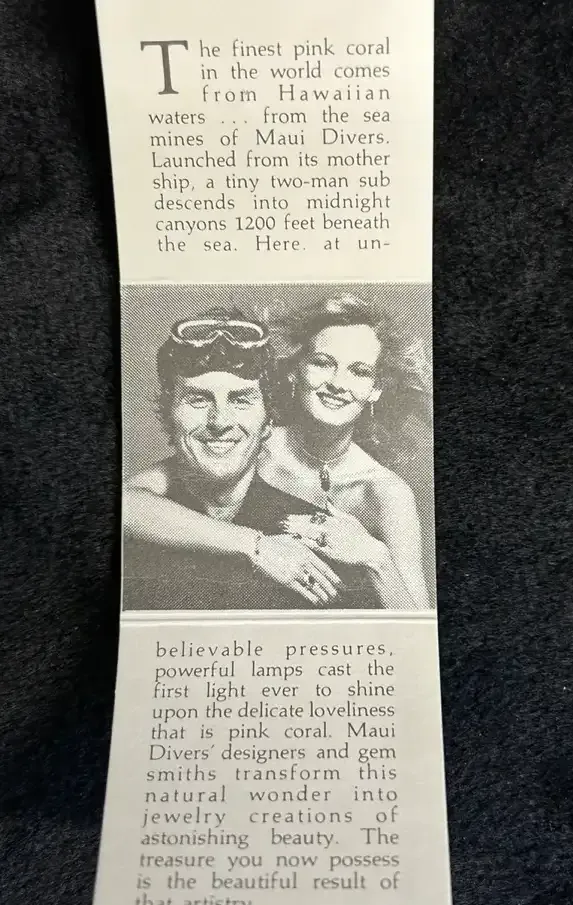 The finest pink coral
in the world comes
from Hawaiian
waters ... from the sea
mines of Maui Divers.
Launched from its mother
ship, a tiny two-man sub
descends into midnight
canyons 1200 feet beneath
the sea. Here, at un-
believable pressures,
powerful lamps cast the
first light ever to shine
upon the delicate loveliness
that is pink coral. Maui
Divers' designers and gem
smiths transform this
natural wonder into
jewelry creations of
astonishing beauty. The
treasure you now possess
is the beautiful result of
that artistry.